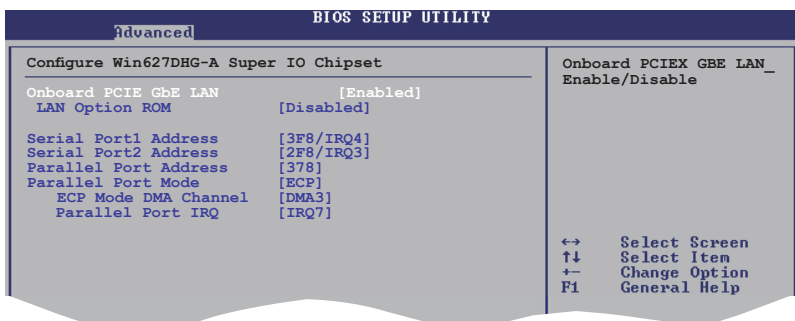 BIOS SETUP UTILITY
Advanced
Configure Win627DHG-A Super IO Chipset
Onboard PCIE GbE LAN [Enabled]
LAN Option ROM [Disabled]
Serial Port1 Address [3F8/IRQ4]
Serial Port2 Address [2F8/IRQ3]
Parallel Port Address [378]
Parallel Port Mode [ECP]
ECP Mode DMA Channel [DMA3]
Parallel Port IRQ [IRQ7]
Onboard PCIEX GBE LAN_
Enable/Disable
↔ Select Screen
↑↓ Select Item
+- Change Option
F1 General Help